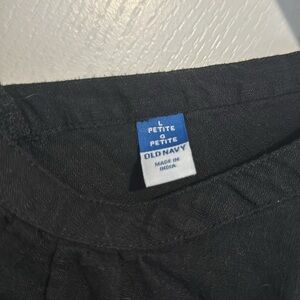 L
PETITE
G
PETITE
OLD NAVY
MADE IN
INDIA